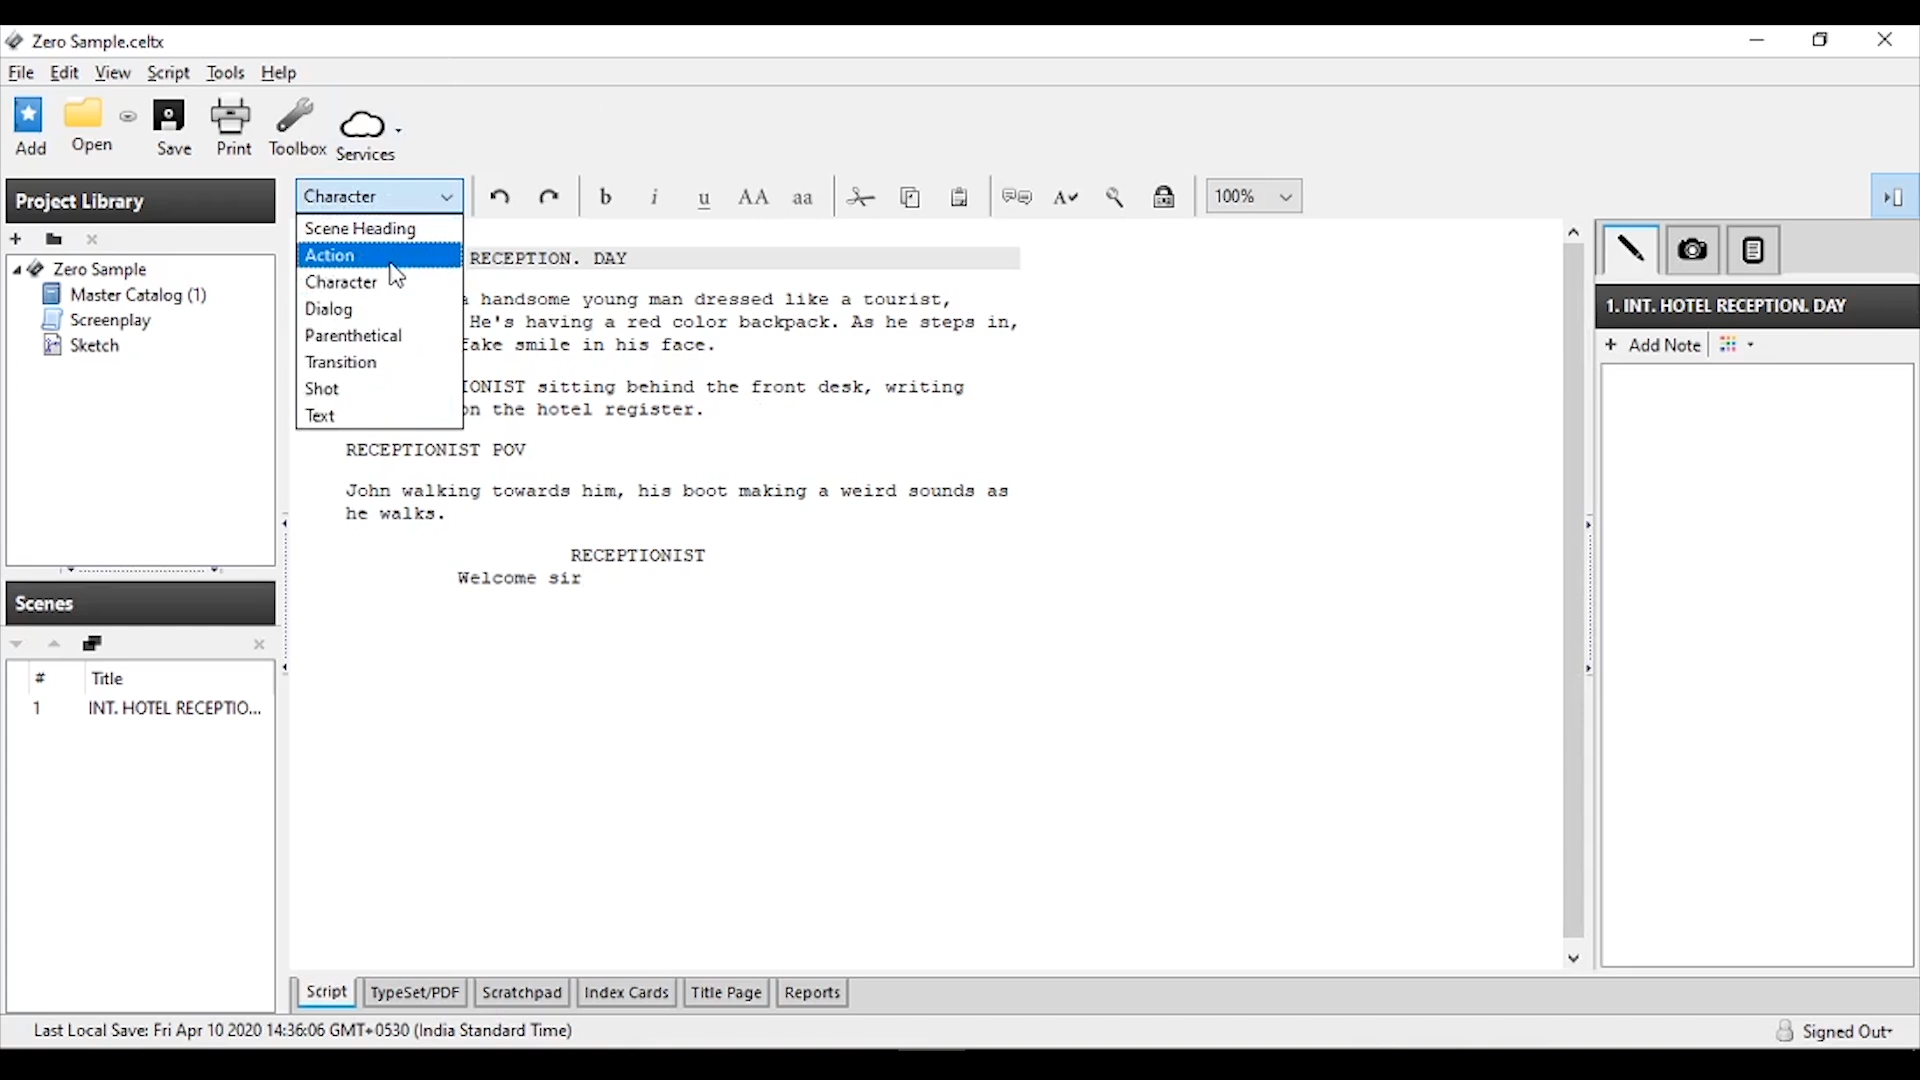 Zero Sample.celtx
File Edit View Script Tools Help
Add Open Save Print Toolbox Services
Project Library
Character
b i u AA aa
100%
Scene Heading
Action
Character
Dialog
Parenthetical
Transition
Shot
Text
Zero Sample
Master Catalog (1)
Screenplay
Sketch
RECEPTION. DAY
a handsome young man dressed like a tourist,
He's having a red color backpack. As he steps in,
fake smile in his face.
IONIST sitting behind the front desk, writing
on the hotel register.
RECEPTIONIST POV
John walking towards him, his boot making a weird sounds as
he walks.
RECEPTIONIST
Welcome sir
1. INT. HOTEL RECEPTION. DAY
+ Add Note
Scenes
# Title
1 INT. HOTEL RECEPTIO...
Script TypeSet/PDF Scratchpad Index Cards Title Page Reports
Last Local Save: Fri Apr 10 2020 14:36:06 GMT+0530 (India Standard Time)
Signed Out